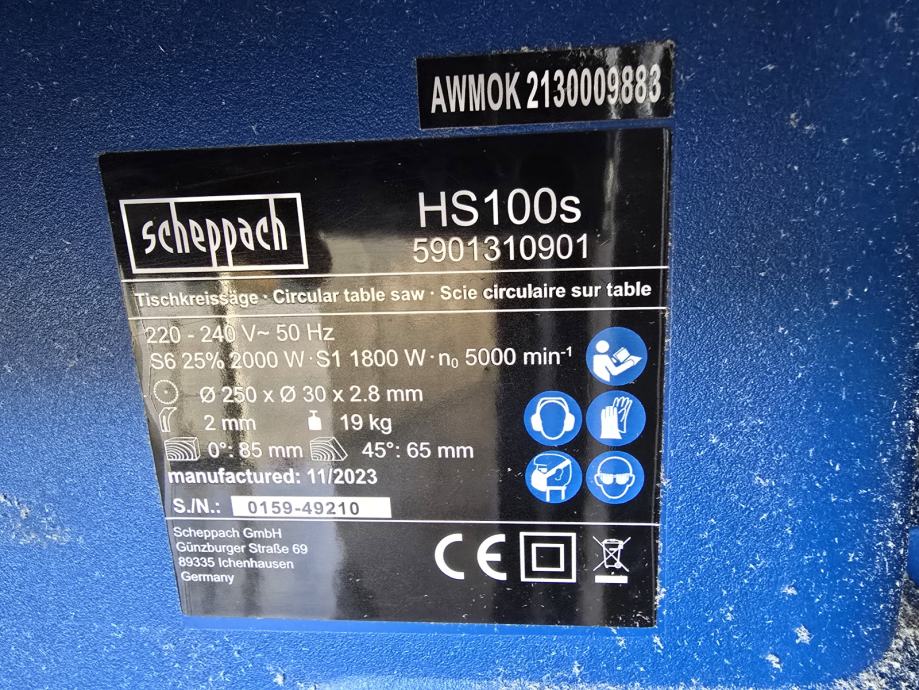 AWMOK 2130009883
scheppach
HS100s
5901310901
Tischkreissäge · Circular table saw · Scie circulaire sur table
220 - 240 V~ 50 Hz
S6 25% 2000 W · S1 1800 W · n₀ 5000 min⁻¹
Ø 250 x Ø 30 x 2.8 mm
2 mm 19 kg
0°: 85 mm 45°: 65 mm
manufactured: 11/2023
S./N.: 0159-49210
Scheppach GmbH
Günzburger Straße 69
89335 Ichenhausen
Germany
CE